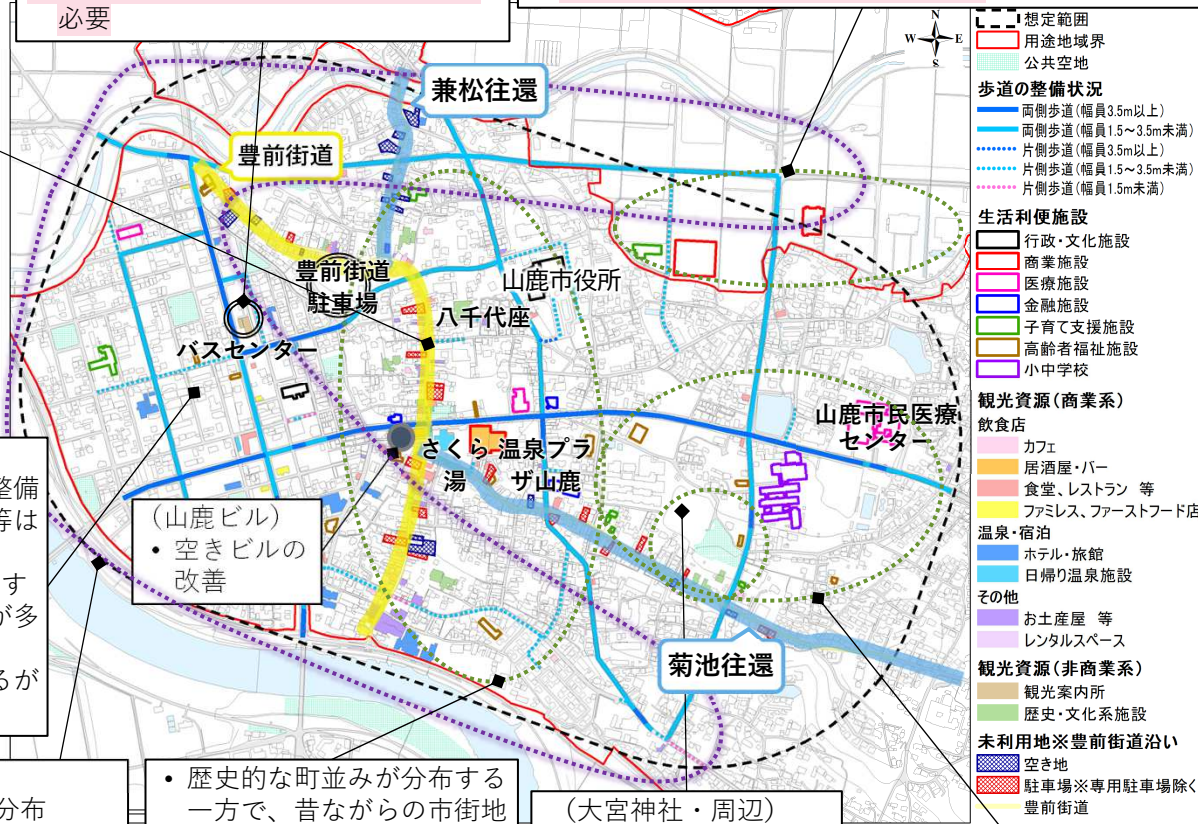 必要
N
W
E
S
兼松往還
豊前街道
豊前街道
駐車場
山鹿市役所
八千代座
バスセンター
山鹿市民医療
センター
さくら
湯
温泉プラ
ザ山鹿
整備
等は
す
が多
るが
（山鹿ビル）
• 空きビルの
改善
菊池往還
分布
• 歴史的な町並みが分布する
一方で、昔ながらの市街地
（大宮神社・周辺）
想定範囲
用途地域界
公共空地
歩道の整備状況
両側歩道(幅員3.5m以上)
両側歩道(幅員1.5～3.5m未満)
片側歩道(幅員3.5m以上)
片側歩道(幅員1.5～3.5m未満)
片側歩道(幅員1.5m未満)
生活利便施設
行政・文化施設
商業施設
医療施設
金融施設
子育て支援施設
高齢者福祉施設
小中学校
観光資源(商業系)
飲食店
カフェ
居酒屋・バー
食堂、レストラン 等
ファミレス、ファーストフード店
温泉・宿泊
ホテル・旅館
日帰り温泉施設
その他
お土産屋 等
レンタルスペース
観光資源(非商業系)
観光案内所
歴史・文化系施設
未利用地※豊前街道沿い
空き地
駐車場※専用駐車場除く
豊前街道